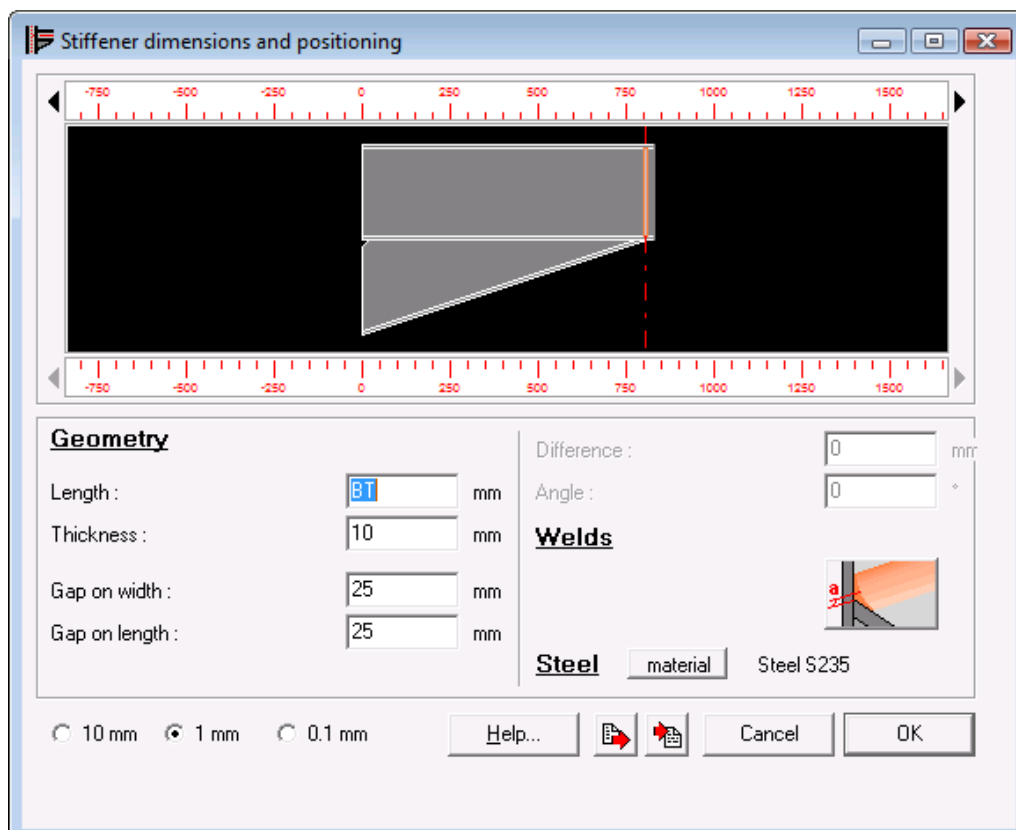 Stiffener dimensions and positioning
-750 -500 -250 0 250 500 750 1000 1250 1500
-750 -500 -250 0 250 500 750 1000 1250 1500
Geometry
Length : BT mm
Thickness : 10 mm
Gap on width : 25 mm
Gap on length : 25 mm
Difference : 0 mm
Angle : 0 °
Welds
a
Steel material Steel S235
10 mm 1 mm 0.1 mm Help... Cancel OK